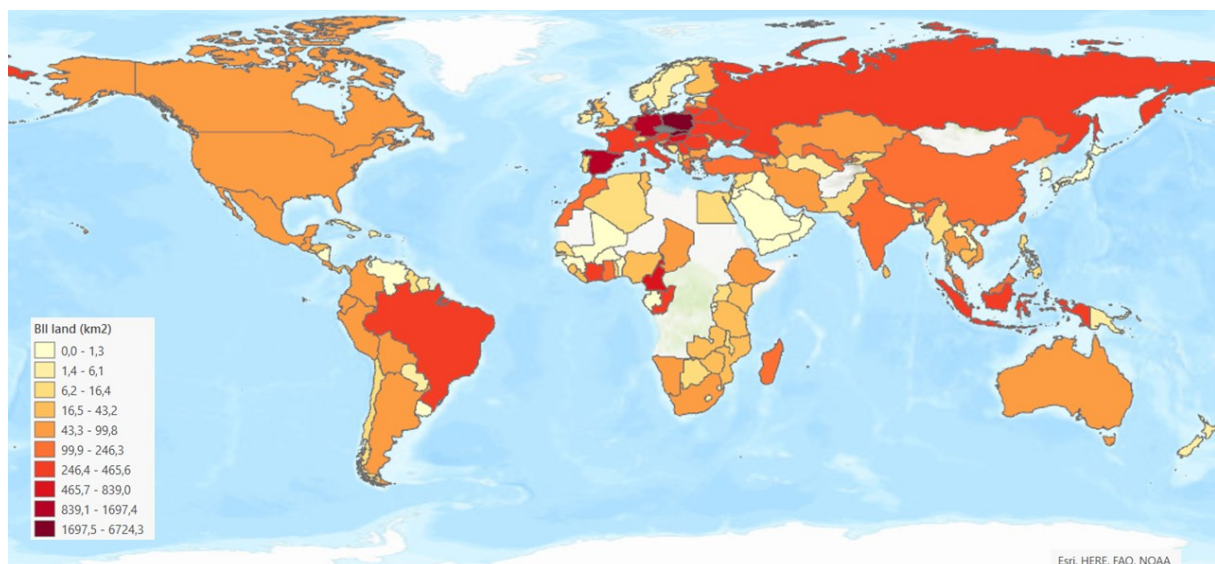 BII land (km2)
0,0 - 1,3
1,4 - 6,1
6,2 - 16,4
16,5 - 43,2
43,3 - 99,8
99,9 - 246,3
246,4 - 465,6
465,7 - 839,0
839,1 - 1697,4
1697,5 - 6724,3
Esri, HERE, FAO, NOAA